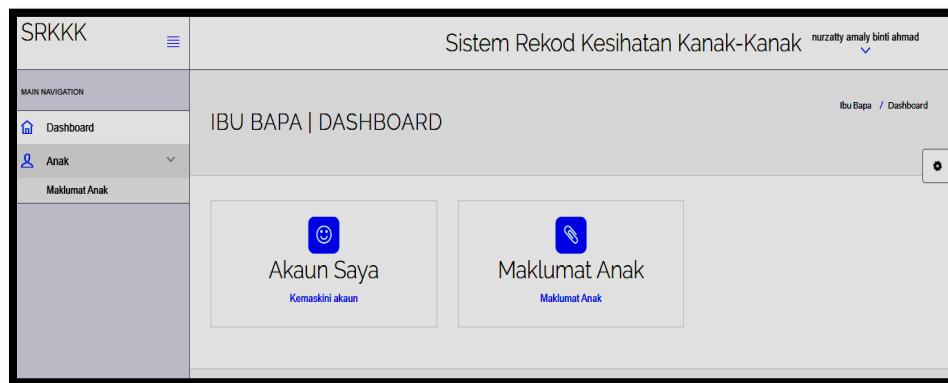 SRKKK
Sistem Rekod Kesihatan Kanak-Kanak
nurzatty amaly binti ahmad
MAIN NAVIGATION
Dashboard
Anak
Maklumat Anak
IBU BAPA | DASHBOARD
Ibu Bapa / Dashboard
Akaun Saya
Kemaskini akaun
Maklumat Anak
Maklumat Anak